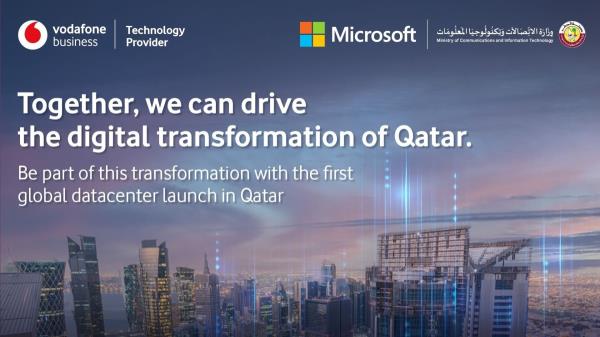 vodafone
business
Technology
Provider
Microsoft
وزارة الاتصالات وتكنولوجيا المعلومات
Ministry of Communications and Information Technology
Together, we can drive
the digital transformation of Qatar.
Be part of this transformation with the first
global datacenter launch in Qatar